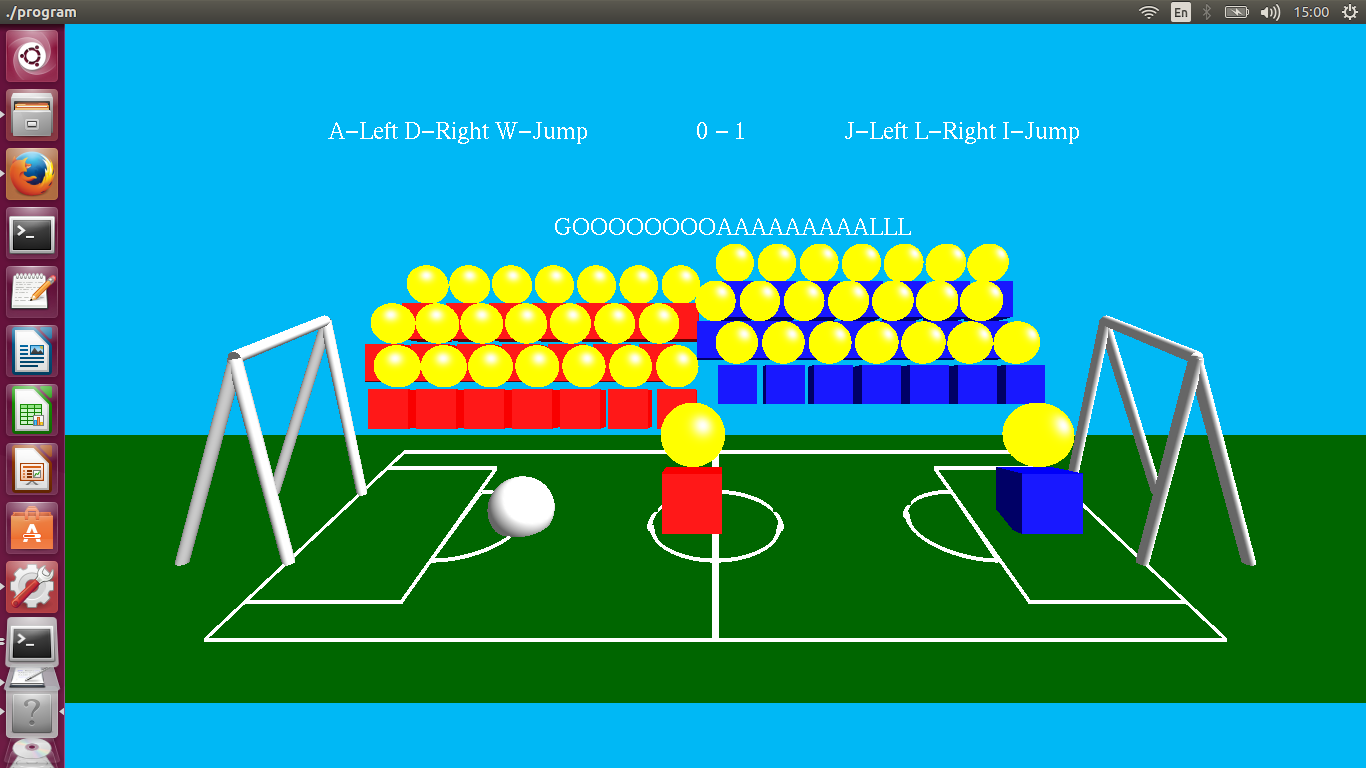 ./program
En
15:00
A–Left D–Right W–Jump
0 – 1
J–Left L–Right I–Jump
GOOOOOOOOAAAAAAAAALLL
>_
>_
?